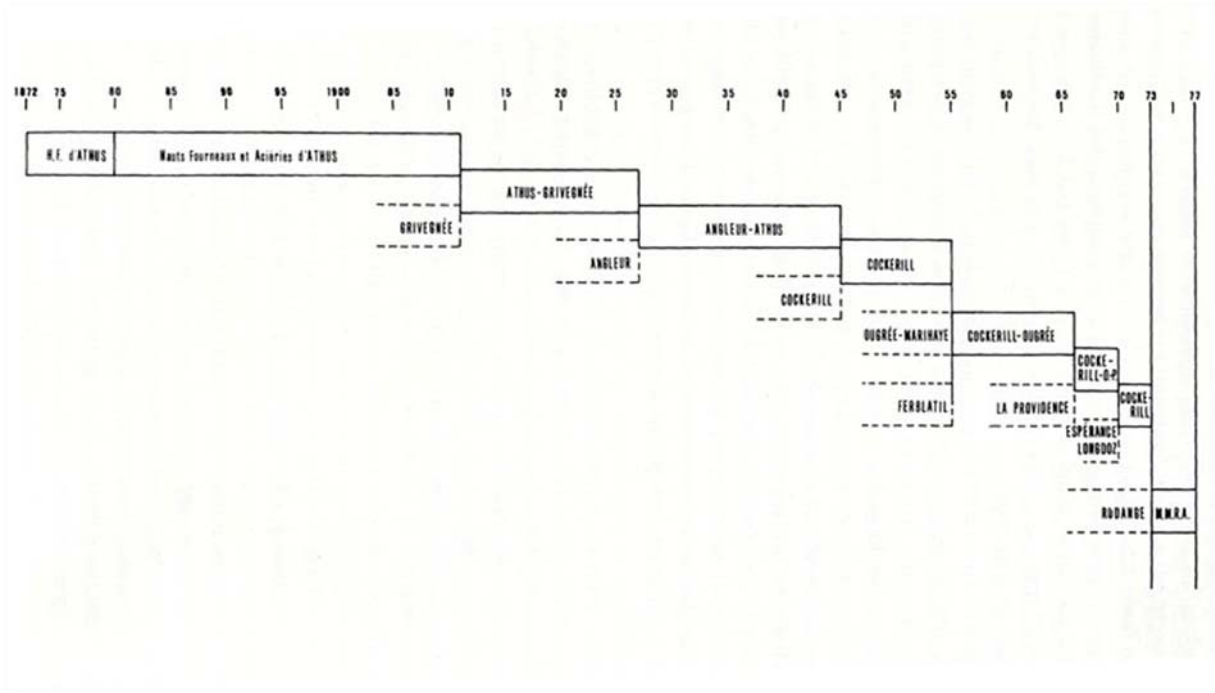 1872 75 80 85 90 95 1900 85 10 15 20 25 30 35 40 45 50 55 60 65 70 73 77
H.F. d'ATHUS
Hauts Fourneaux et Acièries d'ATHUS
ATHUS-GRIVEGNÉE
GRIVEGNÉE
ANGLEUR-ATHUS
ANGLEUR
COCKERILL
COCKERILL
OUGRÉE-MARIHAYE
COCKERILL-OUGRÉE
COCKE-
RILL-O-P.
FERBLATIL
LA PROVIDENCE
COCKE-
RILL
ESPÉRANCE
LONGDOZ
RODANGE
M.M.R.A.